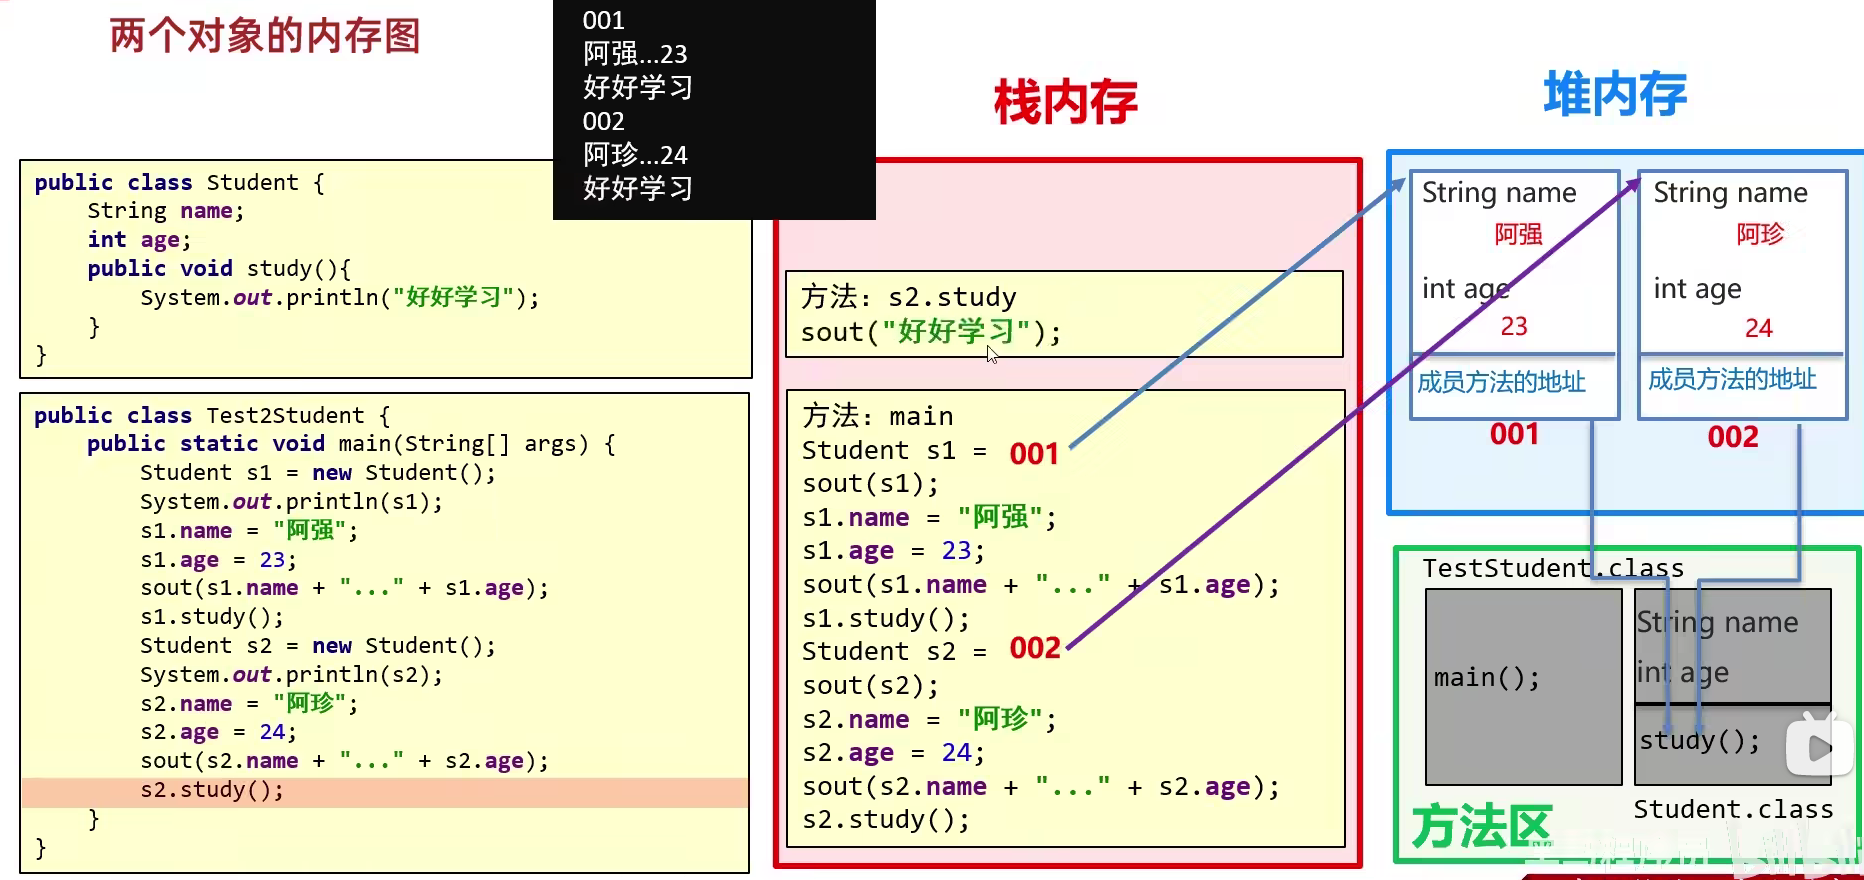 两个对象的内存图
001
阿强...23
好好学习
002
阿珍...24
好好学习
public class Student {
String name;
int age;
public void study(){
System.out.println("好好学习");
}
}
public class Test2Student {
public static void main(String[] args) {
Student s1 = new Student();
System.out.println(s1);
s1.name = "阿强";
s1.age = 23;
sout(s1.name + "..." + s1.age);
s1.study();
Student s2 = new Student();
System.out.println(s2);
s2.name = "阿珍";
s2.age = 24;
sout(s2.name + "..." + s2.age);
s2.study();
}
}
栈内存
方法: s2.study
sout("好好学习");
方法: main
Student s1 = 001
sout(s1);
s1.name = "阿强";
s1.age = 23;
sout(s1.name + "..." + s1.age);
s1.study();
Student s2 = 002
sout(s2);
s2.name = "阿珍";
s2.age = 24;
sout(s2.name + "..." + s2.age);
s2.study();
堆内存
String name
阿强
int age
23
成员方法的地址
001
String name
阿珍
int age
24
成员方法的地址
002
TestStudent.class
main();
String name
int age
study();
Student.class
方法区